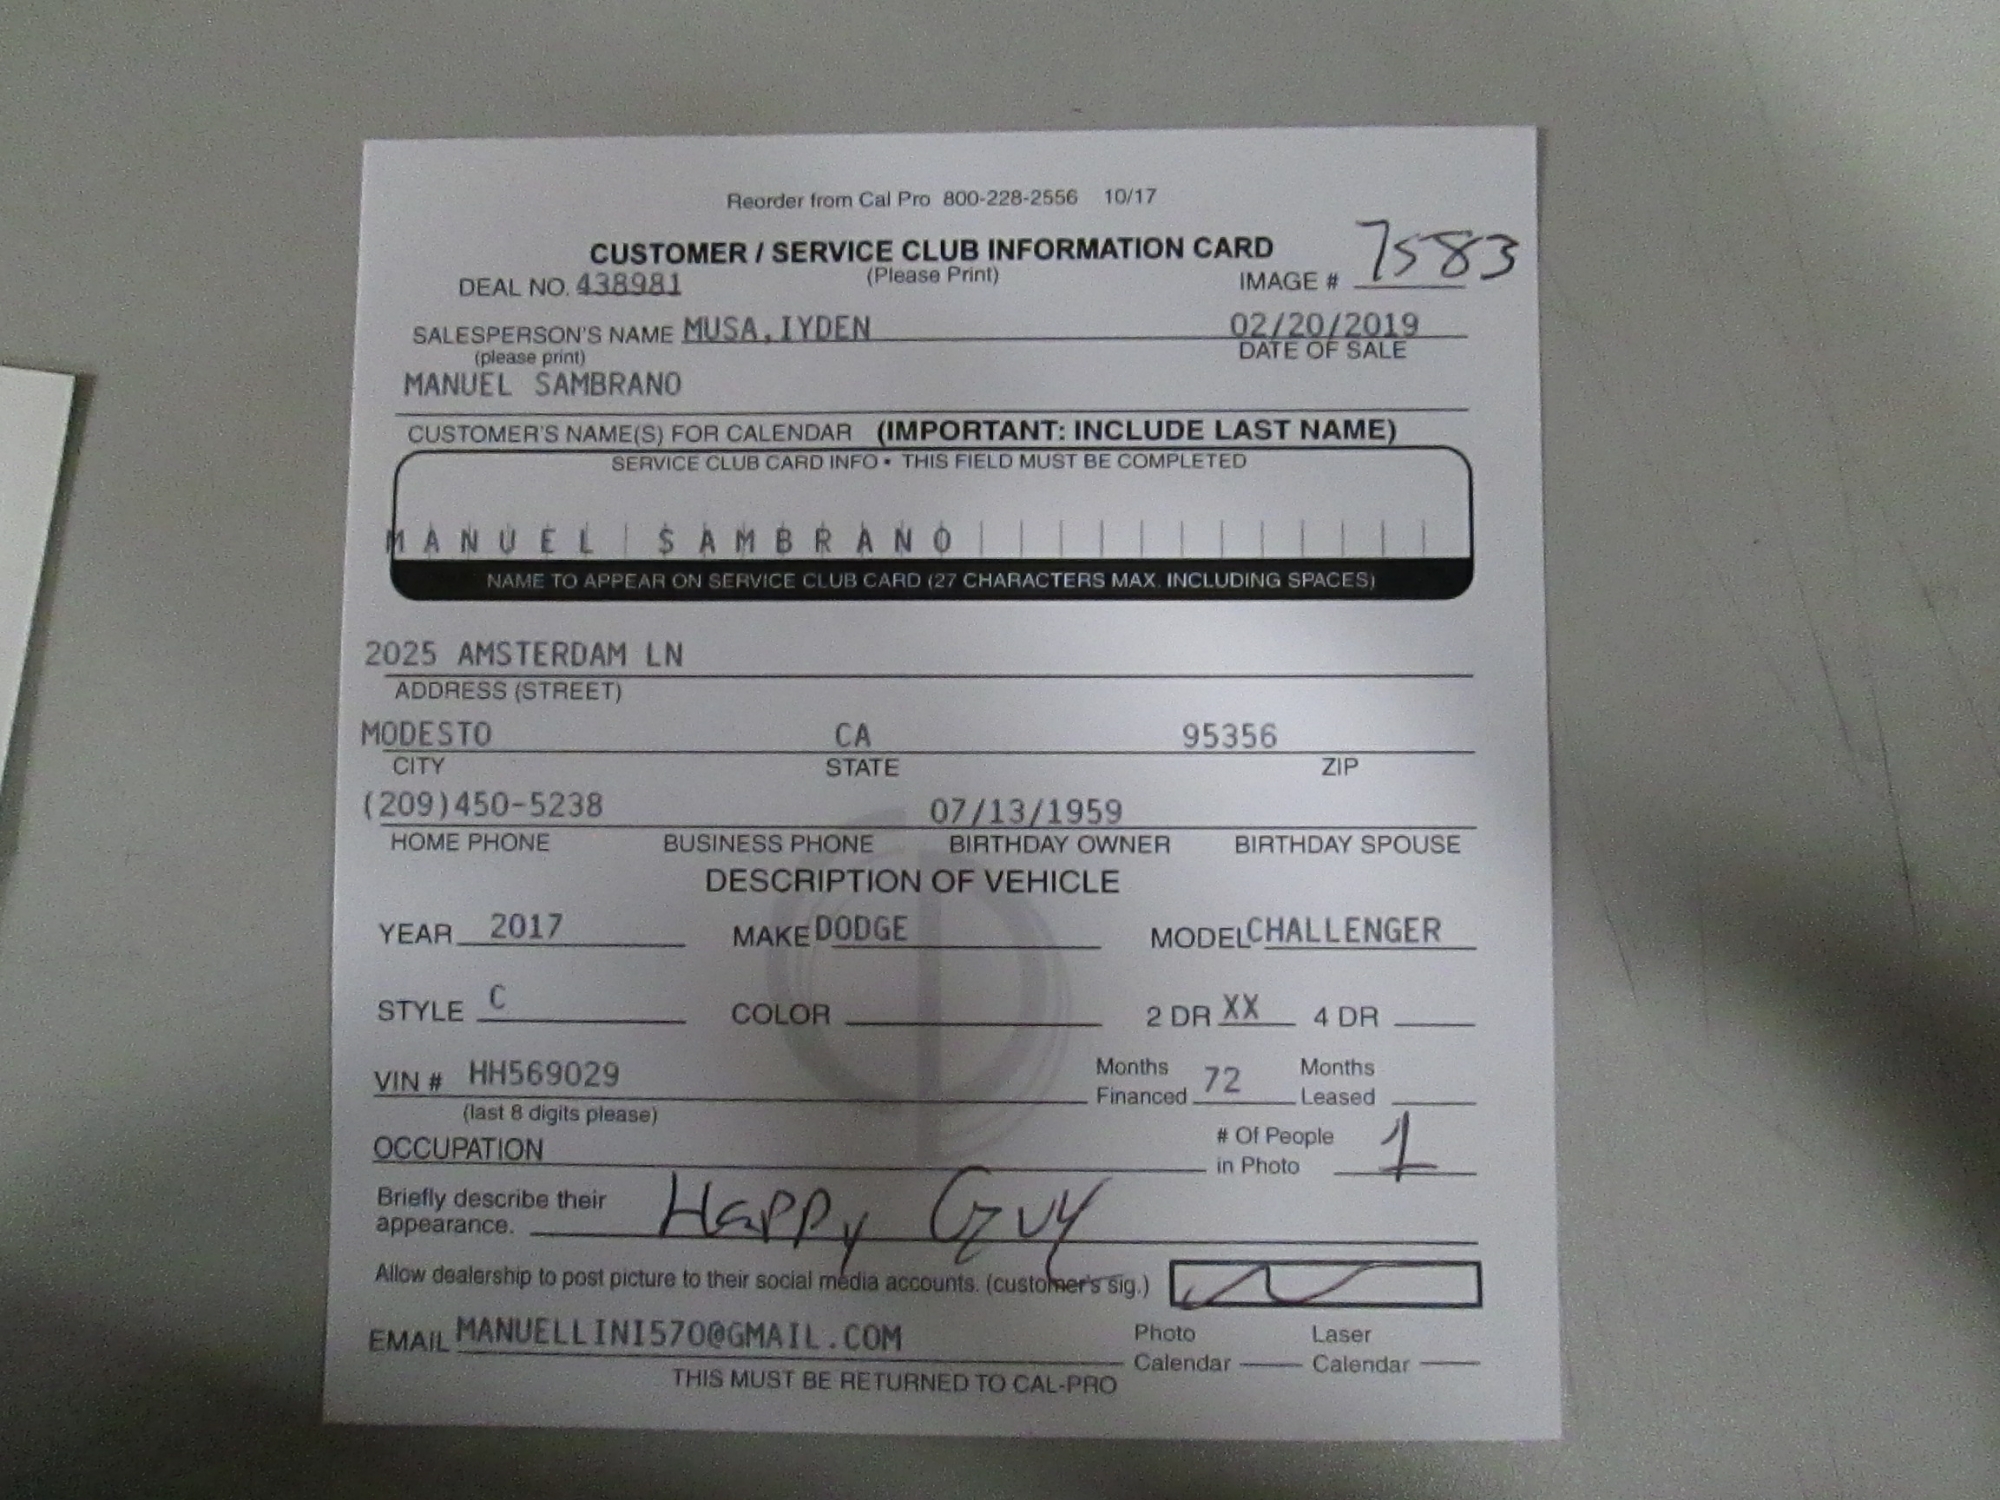 Reorder from Cal Pro 800-228-2556 10/17
CUSTOMER / SERVICE CLUB INFORMATION CARD
(Please Print)
DEAL NO. 438981 IMAGE # 7583
SALESPERSON'S NAME MUSA, IYDEN 02/20/2019
(please print) DATE OF SALE
MANUEL SAMBRANO
CUSTOMER'S NAME(S) FOR CALENDAR (IMPORTANT: INCLUDE LAST NAME)
SERVICE CLUB CARD INFO • THIS FIELD MUST BE COMPLETED
MANUEL SAMBRANO
NAME TO APPEAR ON SERVICE CLUB CARD (27 CHARACTERS MAX. INCLUDING SPACES)
2025 AMSTERDAM LN
ADDRESS (STREET)
MODESTO CA 95356
CITY STATE ZIP
(209)450-5238 07/13/1959
HOME PHONE BUSINESS PHONE BIRTHDAY OWNER BIRTHDAY SPOUSE
DESCRIPTION OF VEHICLE
YEAR 2017 MAKE DODGE MODEL CHALLENGER
STYLE C COLOR 2 DR XX 4 DR
VIN # HH569029 Months Financed 72 Months Leased
(last 8 digits please)
OCCUPATION # Of People in Photo 1
Briefly describe their appearance. Happy Guy
Allow dealership to post picture to their social media accounts. (customer's sig.)
EMAIL MANUELLINI570@GMAIL.COM Photo Calendar Laser Calendar
THIS MUST BE RETURNED TO CAL-PRO